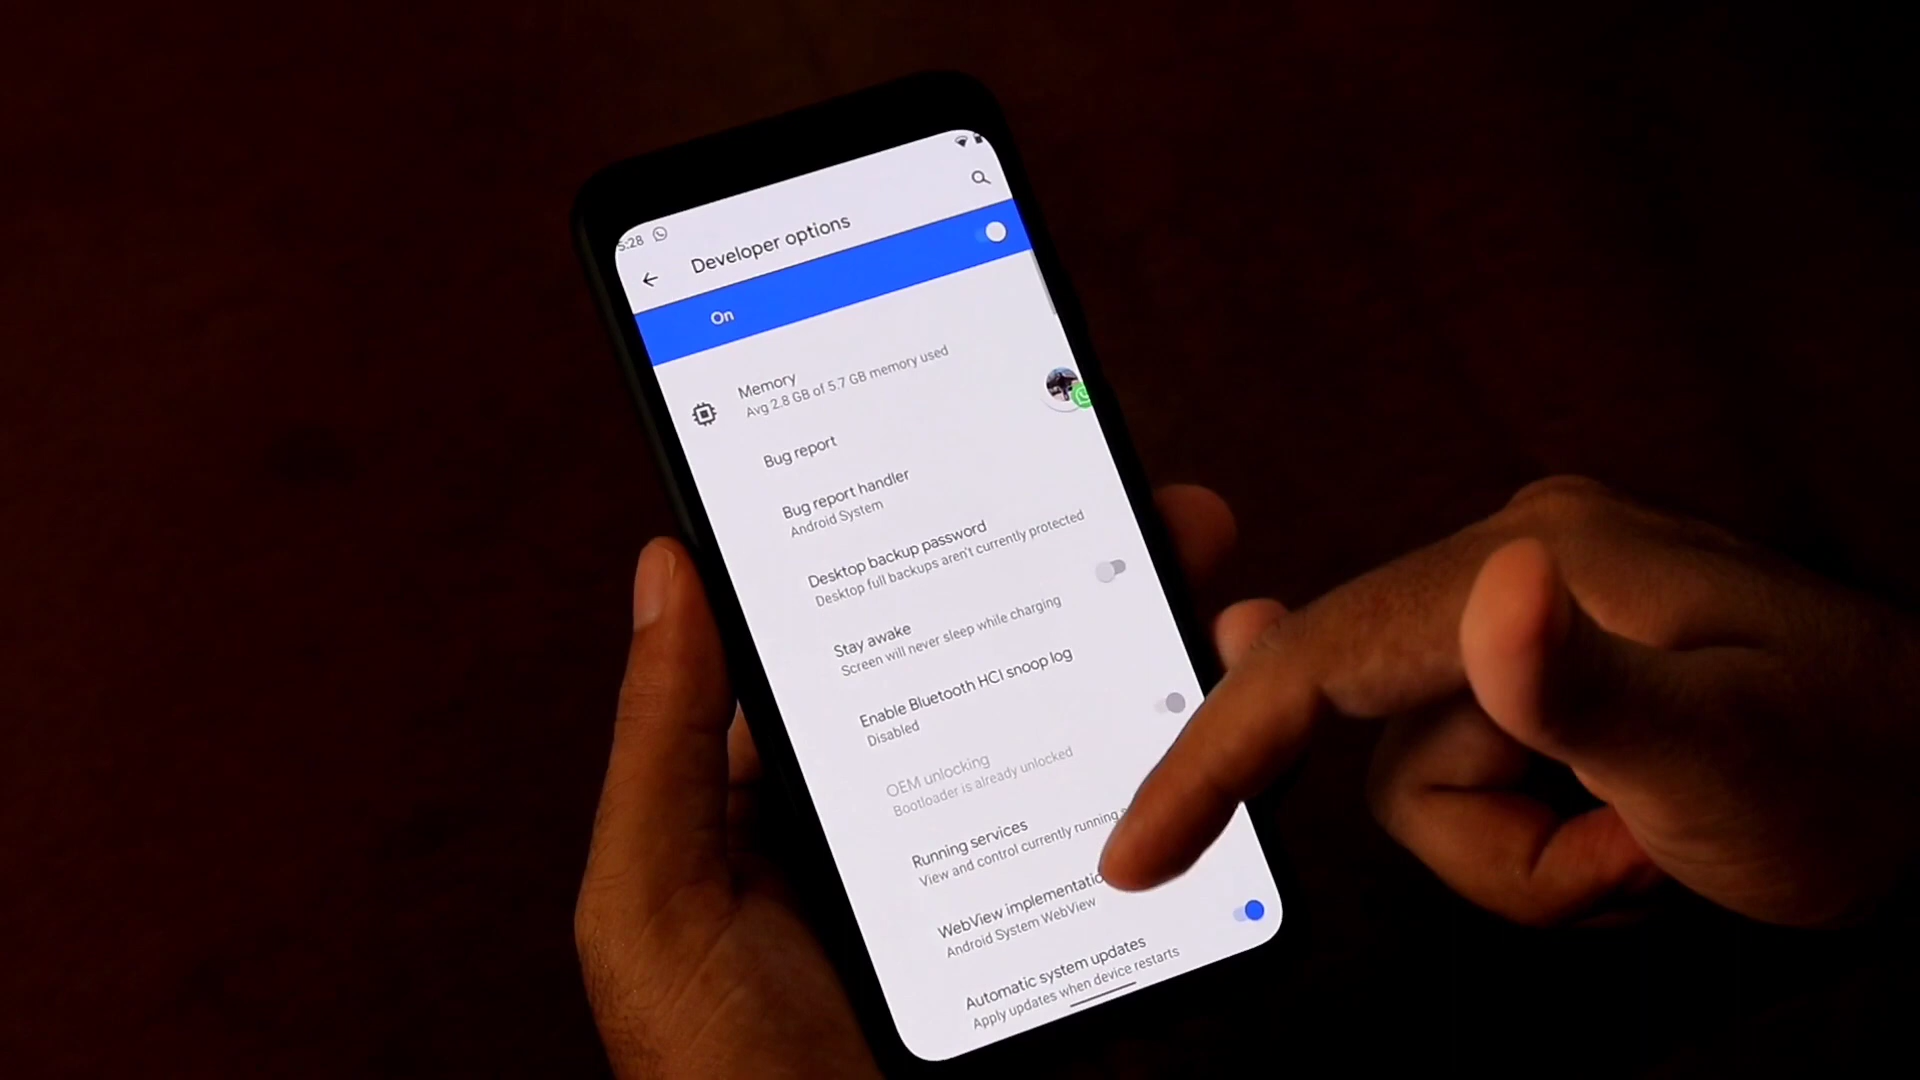 5:28
Developer options
On
Memory
Avg 2.8 GB of 5.7 GB memory used
Bug report
Bug report handler
Android System
Desktop backup password
Desktop full backups aren't currently protected
Stay awake
Screen will never sleep while charging
Enable Bluetooth HCI snoop log
Disabled
OEM unlocking
Bootloader is already unlocked
Running services
View and control currently running
WebView implementatio
Android System WebView
Automatic system updates
Apply updates when device restarts